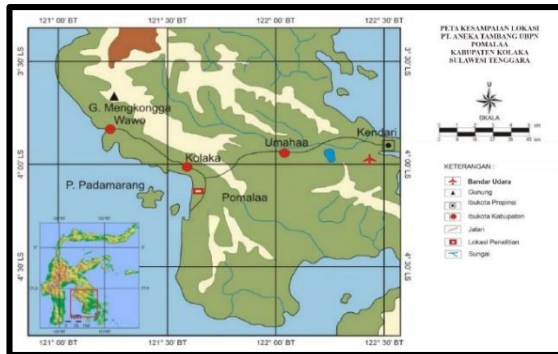 121° 00' BT
121° 30' BT
122° 00' BT
122° 30' BT
3° 30' LS
3° 30' LS
G. Mengkongga
Wawo
Kolaka
Umahaa
Kendari
4° 00' LS
4° 00' LS
P. Padamarang
Pomalaa
4° 30' LS
4° 30' LS
121° 00' BT
121° 30' BT
122° 00' BT
122° 30' BT
PETA KESAMPAIAN LOKASI
PT. ANEKA TAMBANG UBPN
POMALAA
KABUPATEN KOLAKA
SULAWESI TENGGARA
U
SKALA
KETERANGAN :
Bandar Udara
Gunung
Ibukota Propinsi
Ibukota Kabupaten
Jalan
Lokasi Penelitian
Sungai